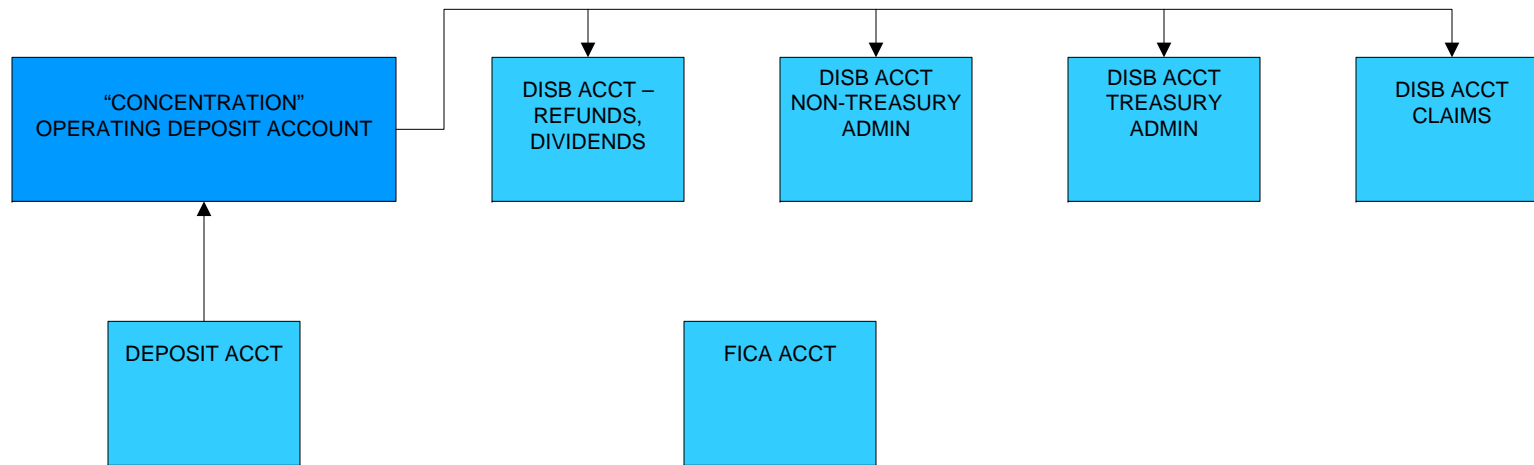 “CONCENTRATION”
OPERATING DEPOSIT ACCOUNT
DISB ACCT –
REFUNDS,
DIVIDENDS
DISB ACCT
NON-TREASURY
ADMIN
DISB ACCT
TREASURY
ADMIN
DISB ACCT
CLAIMS
DEPOSIT ACCT
FICA ACCT